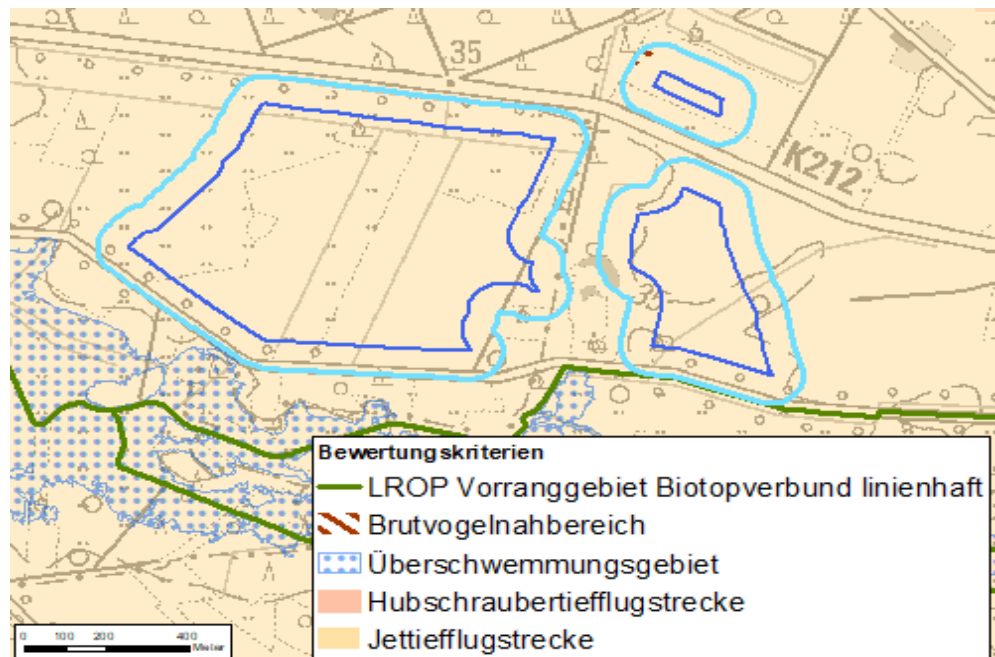 35
K212
Bewertungskriterien
LROP Vorranggebiet Biotopverbund linienhaft
Brutvogelnahbereich
Überschwemmungsgebiet
Hubschraubertiefflugstrecke
Jettiefflugstrecke
0 100 200 400
Meter